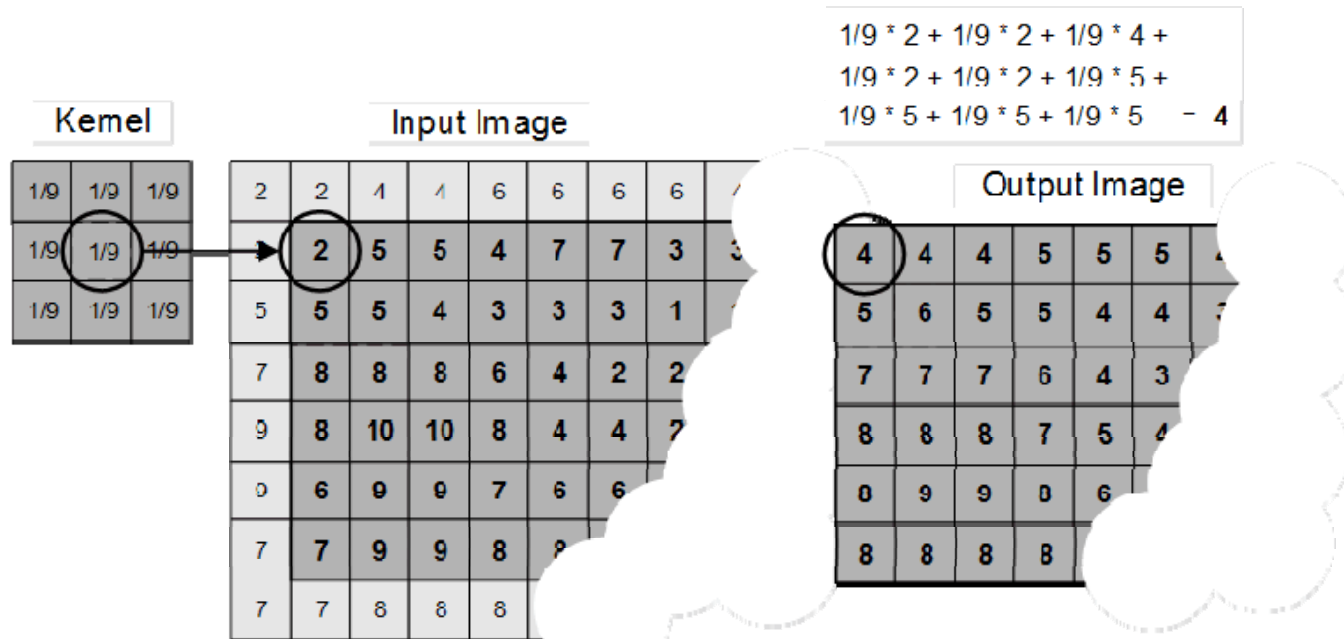 1/9 * 2 + 1/9 * 2 + 1/9 * 4 +
1/9 * 2 + 1/9 * 2 + 1/9 * 5 +
1/9 * 5 + 1/9 * 5 + 1/9 * 5 - 4
Kernel
Input Image
Output Image
1/9 1/9 1/9
1/9 1/9 1/9
1/9 1/9 1/9
2 2 4 4 6 6 6 6
2 5 5 4 7 7 3 3
5 5 5 4 3 3 3 1
7 8 8 8 6 4 2 2
9 8 10 10 8 4 4 2
0 6 9 9 7 6 6
7 7 9 9 8 8
7 7 8 8 8
4 4 4 5 5 5
5 6 5 5 4 4 3
7 7 7 6 4 3
8 8 8 7 5 4
0 9 9 0 6
8 8 8 8